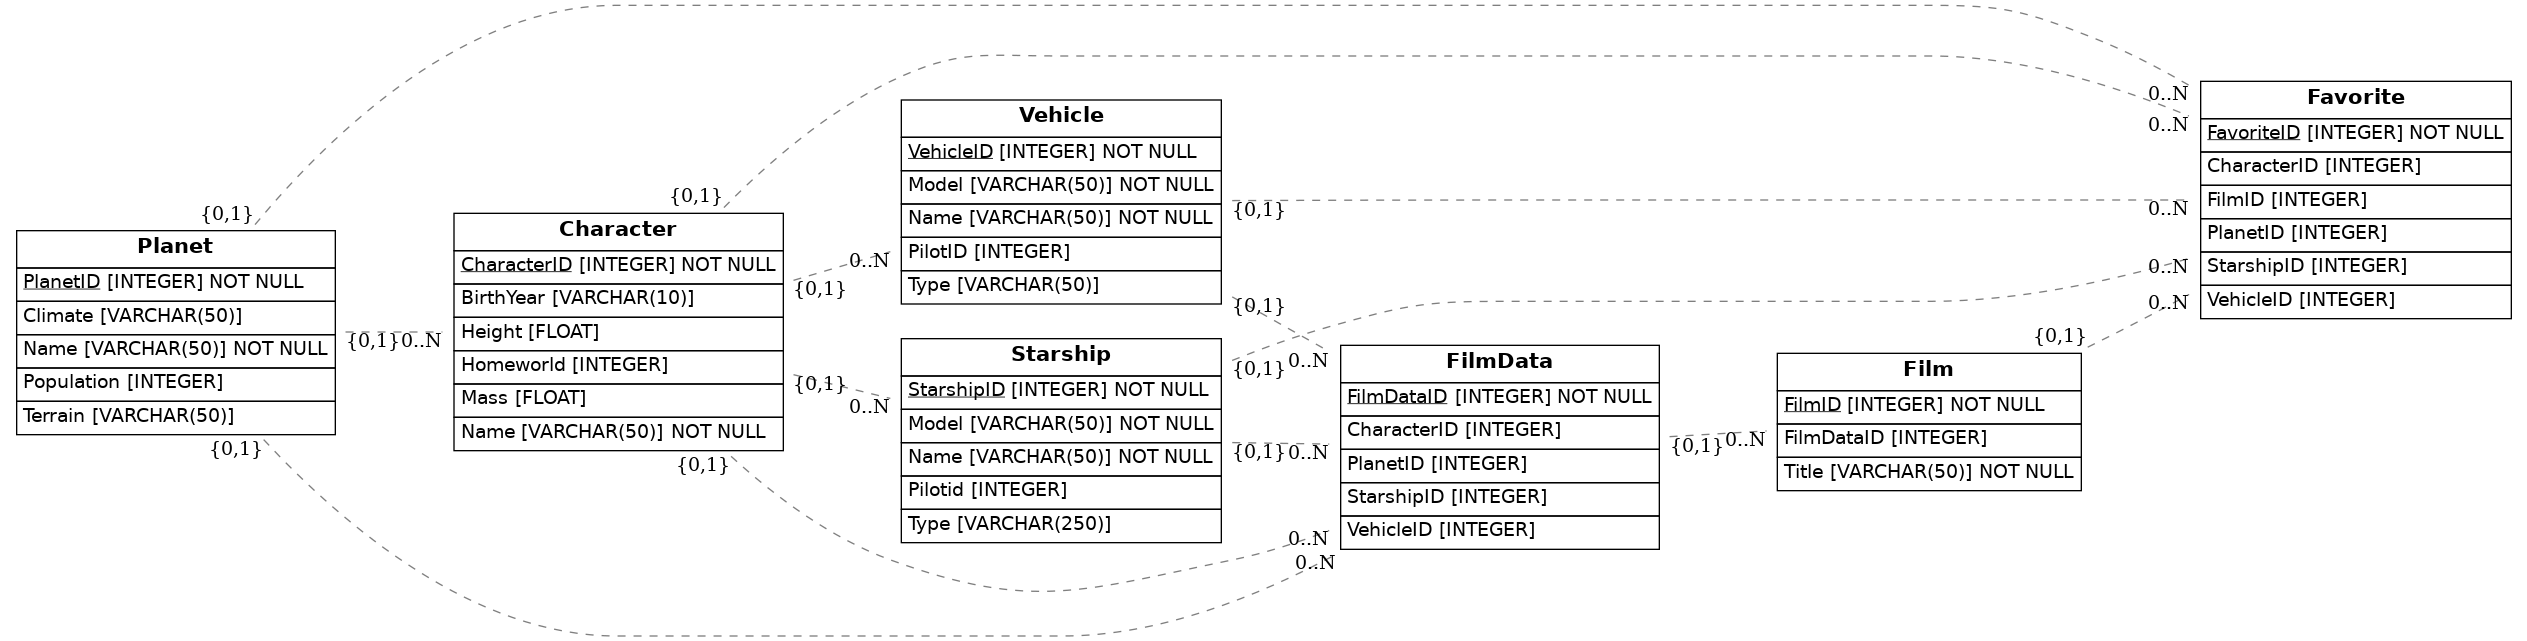 Planet
PlanetID [INTEGER] NOT NULL
Climate [VARCHAR(50)]
Name [VARCHAR(50)] NOT NULL
Population [INTEGER]
Terrain [VARCHAR(50)]
{0,1}
{0,1}
{0,1}
0..N
Character
CharacterID [INTEGER] NOT NULL
BirthYear [VARCHAR(10)]
Height [FLOAT]
Homeworld [INTEGER]
Mass [FLOAT]
Name [VARCHAR(50)] NOT NULL
{0,1}
{0,1}
{0,1}
{0,1}
0..N
0..N
Vehicle
VehicleID [INTEGER] NOT NULL
Model [VARCHAR(50)] NOT NULL
Name [VARCHAR(50)] NOT NULL
PilotID [INTEGER]
Type [VARCHAR(50)]
{0,1}
{0,1}
Starship
StarshipID [INTEGER] NOT NULL
Model [VARCHAR(50)] NOT NULL
Name [VARCHAR(50)] NOT NULL
Pilotid [INTEGER]
Type [VARCHAR(250)]
{0,1}
{0,1}
0..N
0..N
0..N
0..N
FilmData
FilmDataID [INTEGER] NOT NULL
CharacterID [INTEGER]
PlanetID [INTEGER]
StarshipID [INTEGER]
VehicleID [INTEGER]
{0,1}
0..N
Film
FilmID [INTEGER] NOT NULL
FilmDataID [INTEGER]
Title [VARCHAR(50)] NOT NULL
{0,1}
0..N
0..N
0..N
0..N
0..N
Favorite
FavoriteID [INTEGER] NOT NULL
CharacterID [INTEGER]
FilmID [INTEGER]
PlanetID [INTEGER]
StarshipID [INTEGER]
VehicleID [INTEGER]